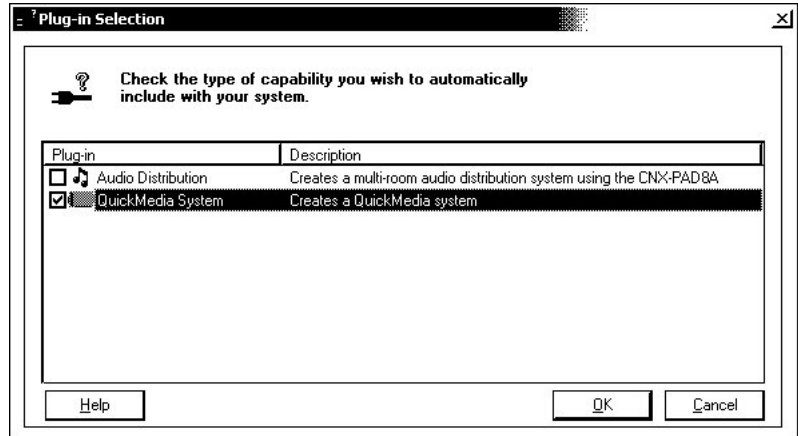 Plug-in Selection
Check the type of capability you wish to automatically
include with your system.
Plug-in Description
Audio Distribution Creates a multi-room audio distribution system using the CNX-PAD8A
QuickMedia System Creates a QuickMedia system
Help OK Cancel